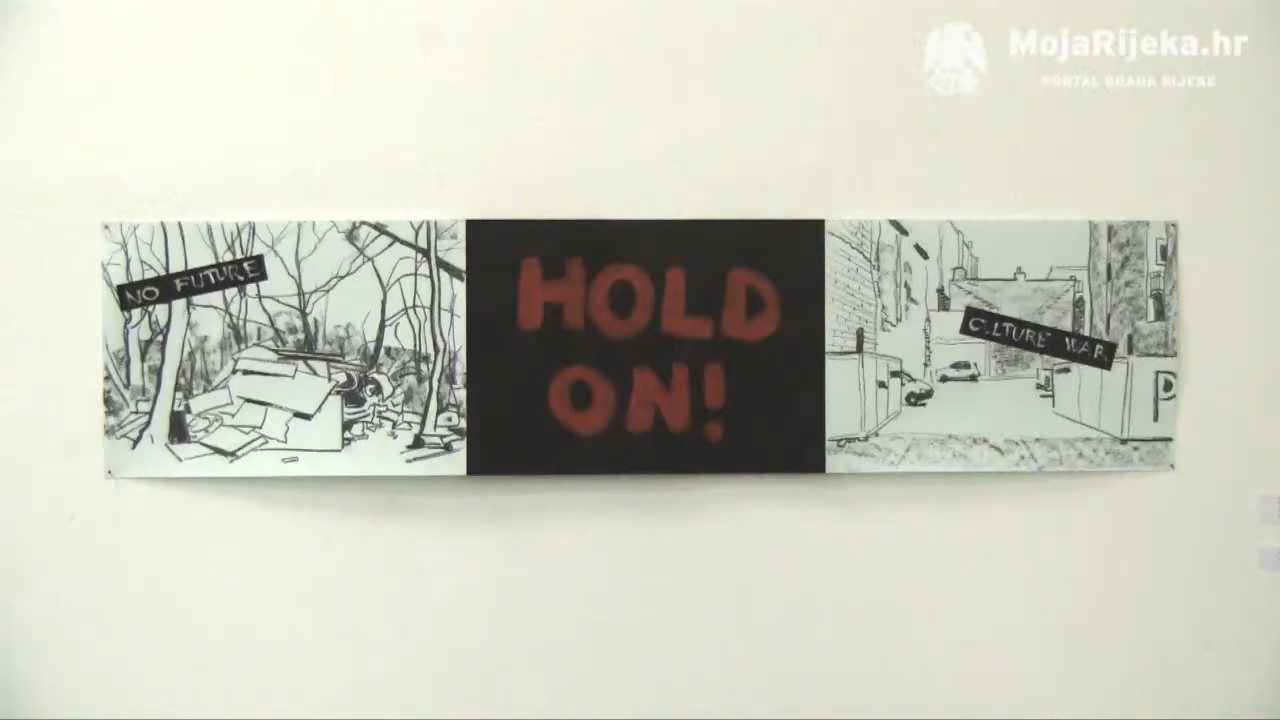 MojaRijeka.hr
PORTAL GRADA RIJEKE
NO FUTURE
HOLD
ON!
CULTURE WAR
P